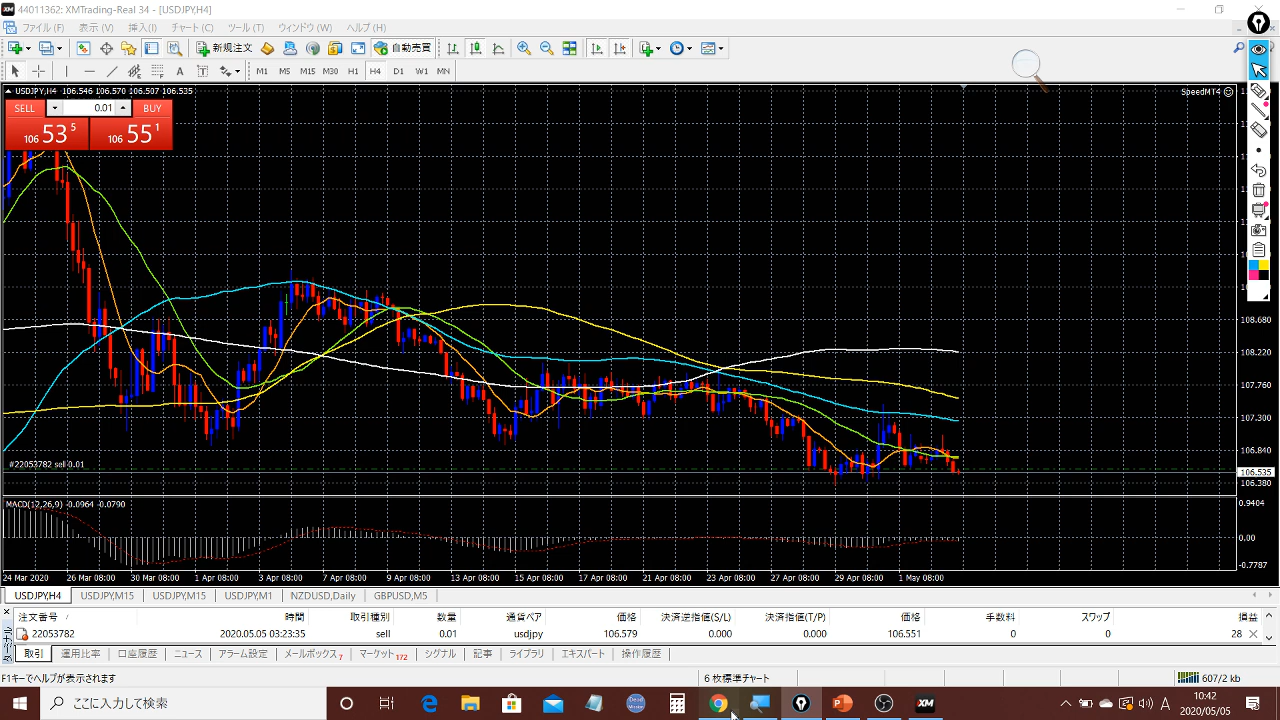 44011362: XMTrading-Real 34 - [USDJPY,H4]
ファイル (F) 表示 (V) 挿入(I) チャート (C) ツール (T) ウィンドウ (W) ヘルプ (H)
新規注文 自動売買
A T M1 M5 M15 M30 H1 H4 D1 W1 MN
USDJPY,H4 106.546 106.570 106.507 106.535
SpeedMT4
SELL 0.01 BUY
106 53 5 106 55 1
108.680
108.220
107.760
107.330
106.840
#22053782 sell 0.01
106.535
106.380
MACD(12,26,9) -0.0964 -0.0790
0.9404
0.00
-0.7787
24 Mar 2020 26 Mar 08:00 30 Mar 08:00 1 Apr 08:00 3 Apr 08:00 7 Apr 08:00 9 Apr 08:00 13 Apr 08:00 15 Apr 08:00 17 Apr 08:00 21 Apr 08:00 23 Apr 08:00 27 Apr 08:00 29 Apr 08:00 1 May 08:00
USDJPY,H4 USDJPY,M15 USDJPY,M15 USDJPY,M1 NZDUSD,Daily GBPUSD,M5
注文番号 時間 取引種別 数量 通貨ペア 価格 決済逆指値(S/L) 決済指値(T/P) 価格 手数料 スワップ 損益
22053782 2020.05.05 03:23:35 sell 0.01 usdjpy 106.579 0.000 0.000 106.551 0 0 28
取引 運用比率 口座履歴 ニュース アラーム設定 メールボックス 7 マーケット 172 シグナル 記事 ライブラリ エキスパート 操作履歴
F1キーでヘルプが表示されます 6 枚標準チャート 607/2 kb
ここに入力して検索 XM A 10:42
2020/05/05